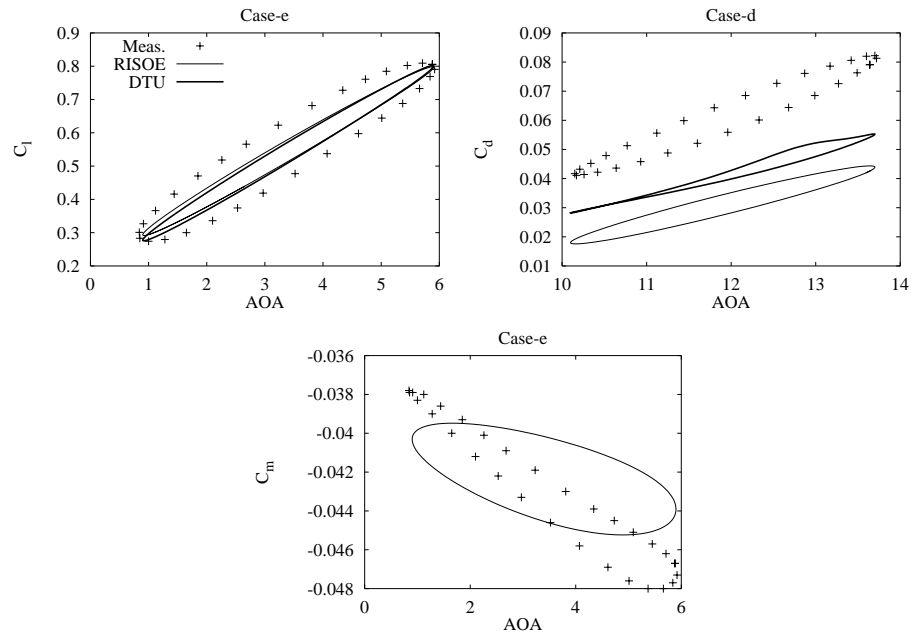 Case-e
Meas.
RISOE
DTU
0.9
0.8
0.7
0.6
0.5
0.4
0.3
0.2
C_l
0 1 2 3 4 5 6
AOA
Case-d
0.09
0.08
0.07
0.06
0.05
0.04
0.03
0.02
0.01
C_d
10 11 12 13 14
AOA
Case-e
-0.036
-0.038
-0.04
-0.042
-0.044
-0.046
-0.048
C_m
0 2 4 6
AOA